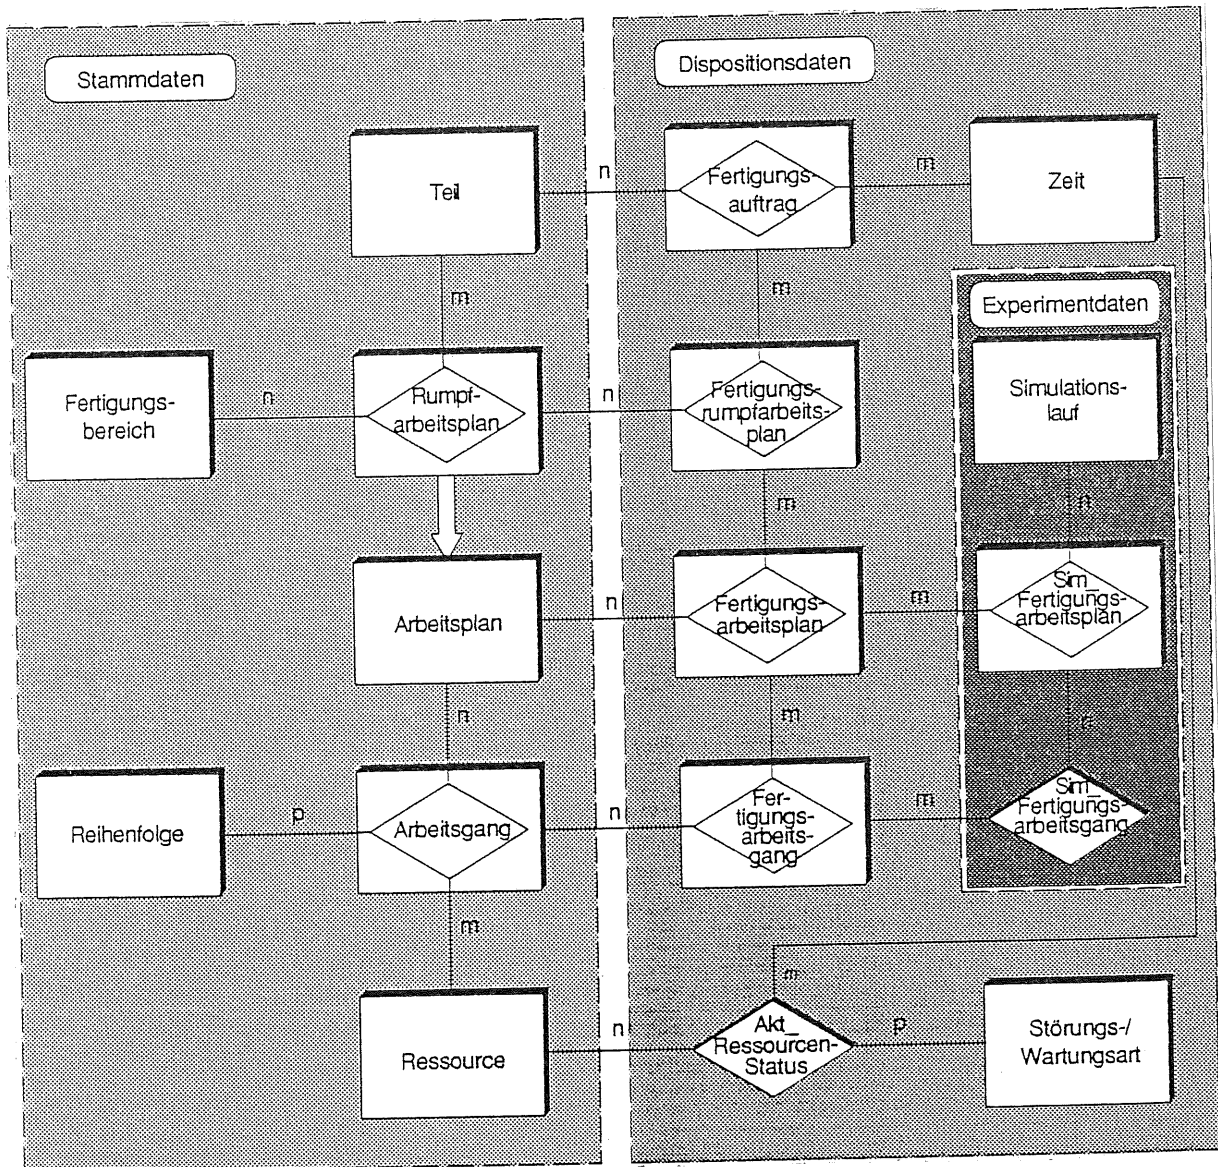 Stammdaten
Dispositionsdaten
Teil
n
Fertigungs-
auftrag
m
Zeit
m
m
Experimentdaten
Fertigungs-
bereich
n
Rumpf-
arbeitsplan
n
Fertigungs-
rumpfarbeits-
plan
Simulations-
lauf
m
n
Arbeitsplan
n
Fertigungs-
arbeitsplan
m
Sim_
Fertigungs-
arbeitsplan
n
m
n
Reihenfolge
p
Arbeitsgang
n
Fer-
tigungs-
arbeits-
gang
m
Sim_
Fertigungs-
arbeitsgang
m
m
Ressource
n
Akt_
Ressourcen-
Status
p
Störungs-/
Wartungsart